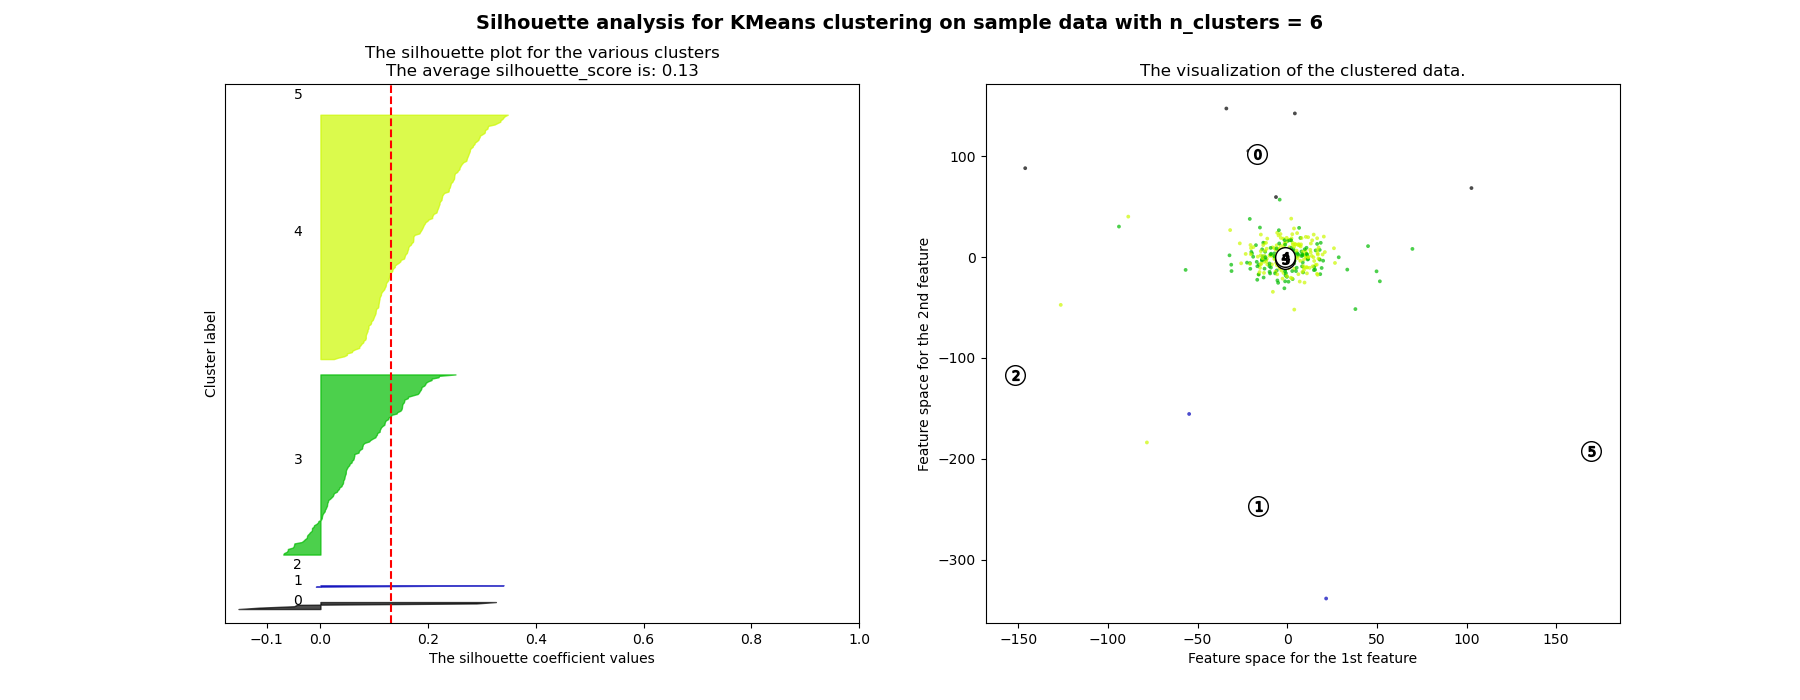 Silhouette analysis for KMeans clustering on sample data with n_clusters = 6
The silhouette plot for the various clusters
The average silhouette_score is: 0.13
5
4
3
2
1
0
Cluster label
−0.1 0.0 0.2 0.4 0.6 0.8 1.0
The silhouette coefficient values
The visualization of the clustered data.
100
0
−100
−200
−300
Feature space for the 2nd feature
0
4
2
5
1
−150 −100 −50 0 50 100 150
Feature space for the 1st feature